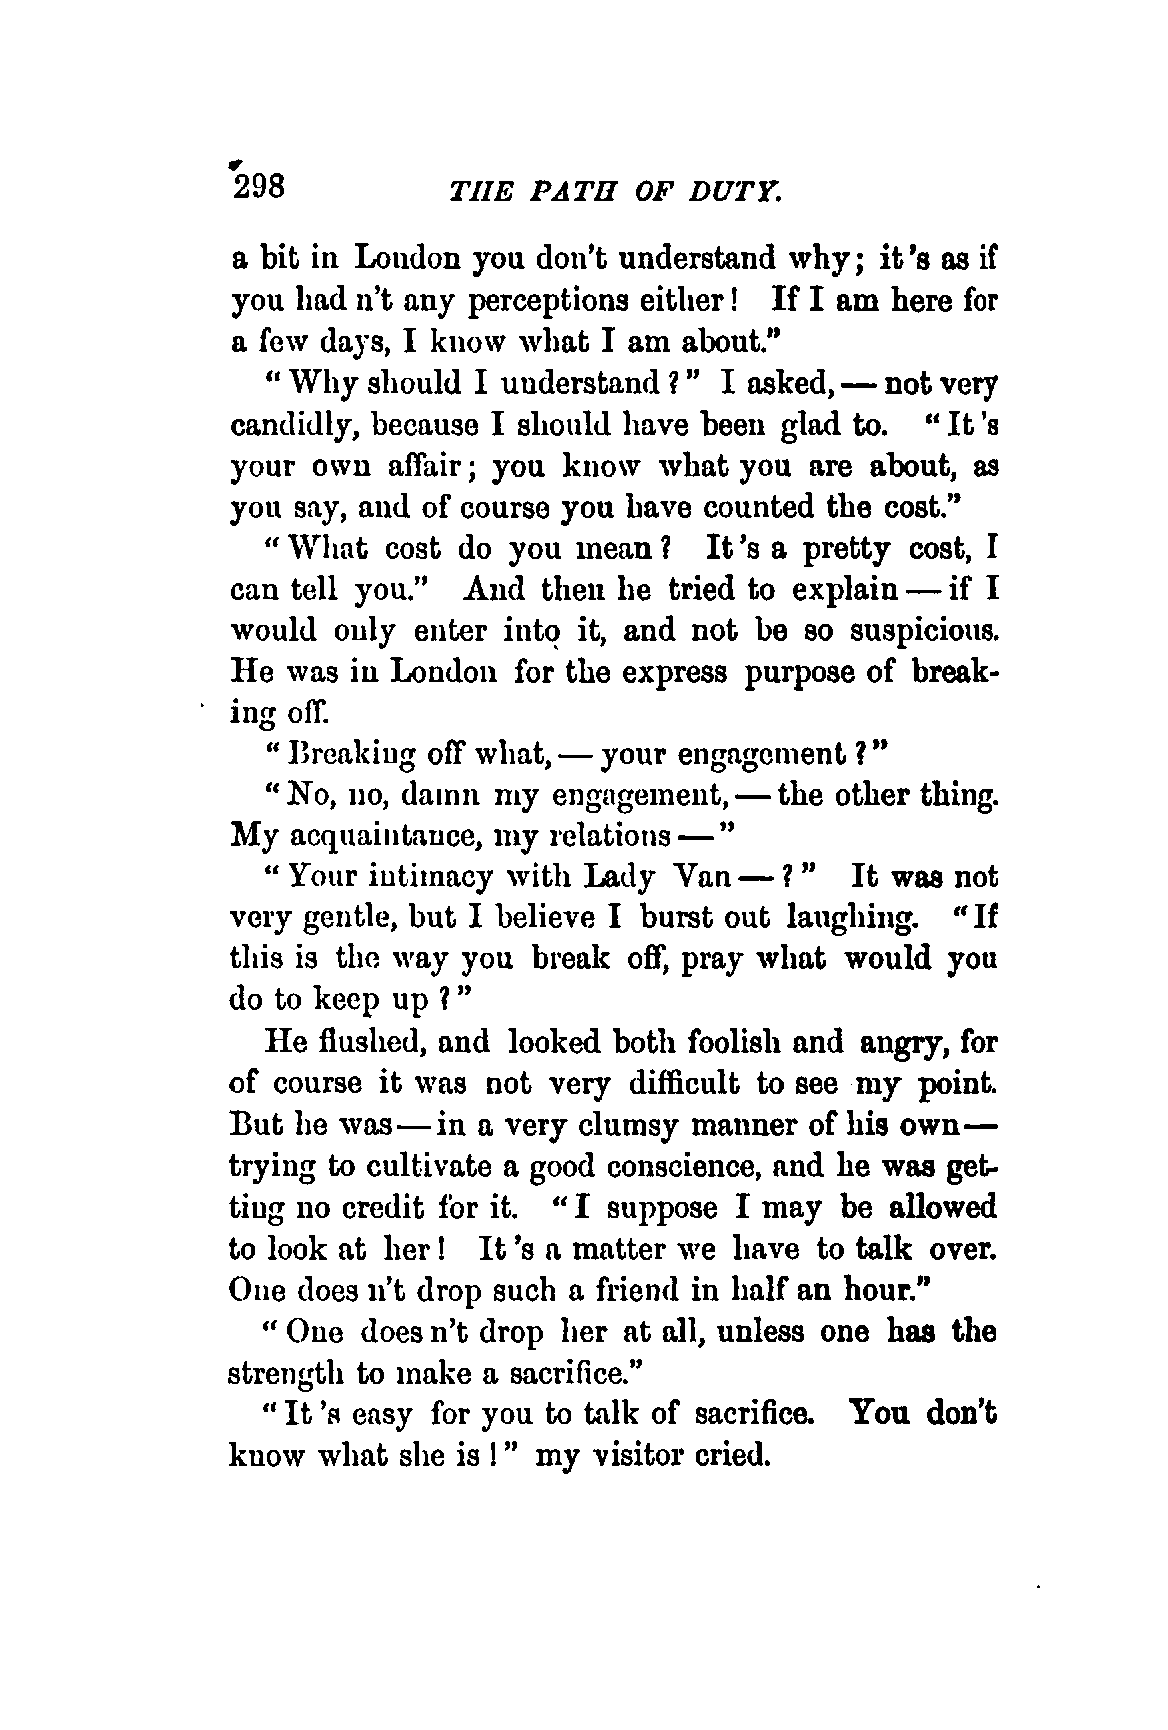 298 THE PATH OF DUTY.
a bit in London you don't understand why; it's as if
you had n't any perceptions either! If I am here for
a few days, I know what I am about."
"Why should I understand?" I asked,—not very
candidly, because I should have been glad to. "It's
your own affair; you know what you are about, as
you say, and of course you have counted the cost."
"What cost do you mean? It's a pretty cost, I
can tell you." And then he tried to explain—if I
would only enter into it, and not be so suspicious.
He was in London for the express purpose of break-
ing off.
"Breaking off what,—your engagement?"
"No, no, damn my engagement,—the other thing.
My acquaintance, my relations—"
"Your intimacy with Lady Van—?" It was not
very gentle, but I believe I burst out laughing. "If
this is the way you break off, pray what would you
do to keep up?"
He flushed, and looked both foolish and angry, for
of course it was not very difficult to see my point.
But he was—in a very clumsy manner of his own—
trying to cultivate a good conscience, and he was get-
ting no credit for it. "I suppose I may be allowed
to look at her! It's a matter we have to talk over.
One does n't drop such a friend in half an hour."
"One does n't drop her at all, unless one has the
strength to make a sacrifice."
"It's easy for you to talk of sacrifice. You don't
know what she is!" my visitor cried.